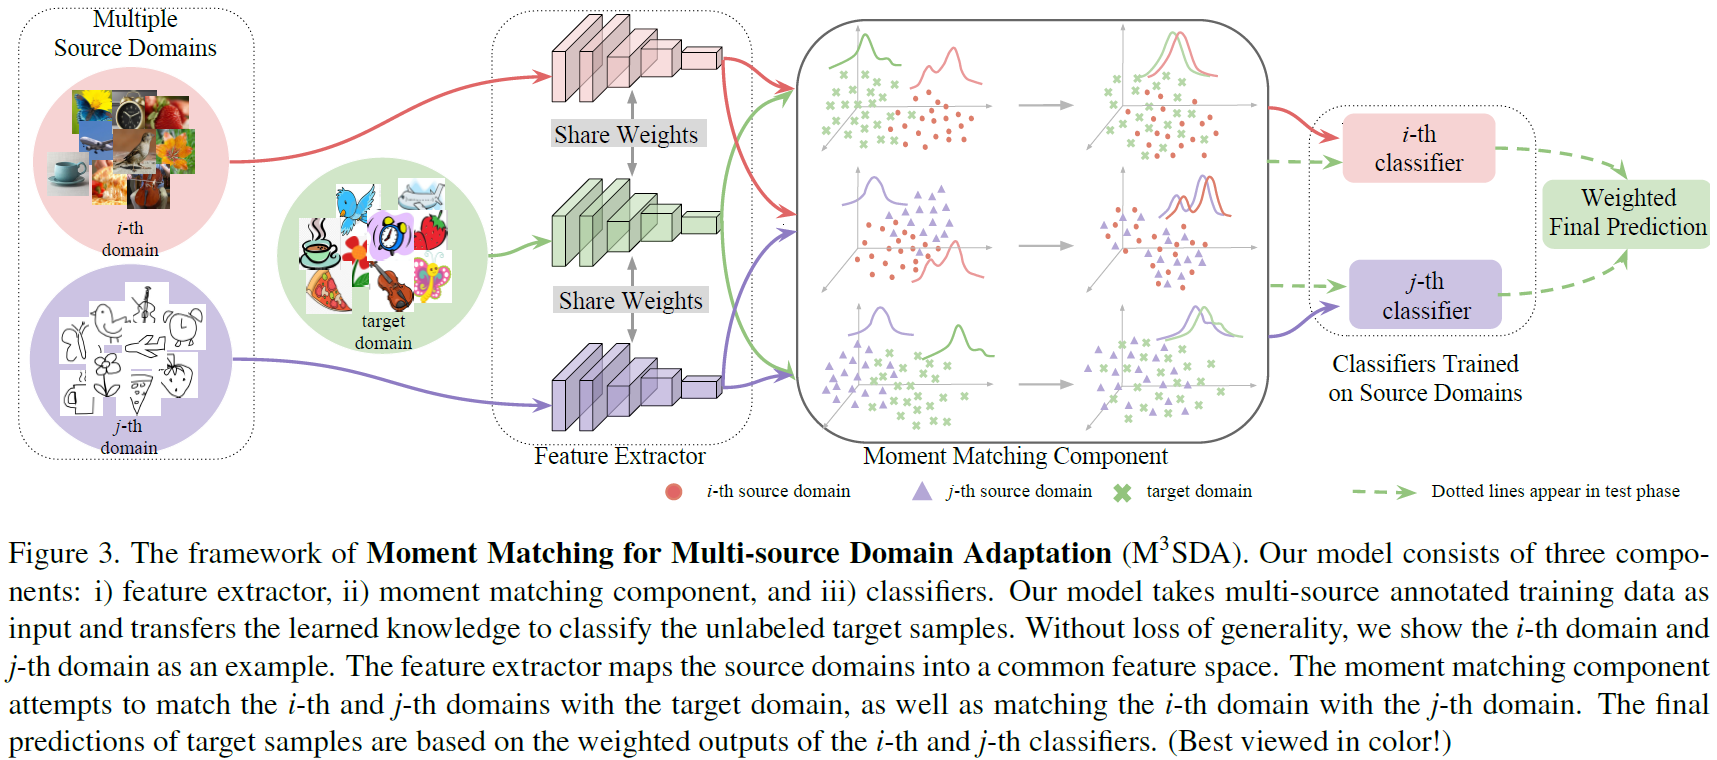 Multiple
Source Domains
i-th
domain
j-th
domain
target
domain
Share Weights
Share Weights
Feature Extractor
Moment Matching Component
i-th
classifier
j-th
classifier
Classifiers Trained
on Source Domains
Weighted
Final Prediction
i-th source domain
j-th source domain
target domain
Dotted lines appear in test phase
Figure 3. The framework of Moment Matching for Multi-source Domain Adaptation (M³SDA). Our model consists of three compo-
nents: i) feature extractor, ii) moment matching component, and iii) classifiers. Our model takes multi-source annotated training data as
input and transfers the learned knowledge to classify the unlabeled target samples. Without loss of generality, we show the i-th domain and
j-th domain as an example. The feature extractor maps the source domains into a common feature space. The moment matching component
attempts to match the i-th and j-th domains with the target domain, as well as matching the i-th domain with the j-th domain. The final
predictions of target samples are based on the weighted outputs of the i-th and j-th classifiers. (Best viewed in color!)